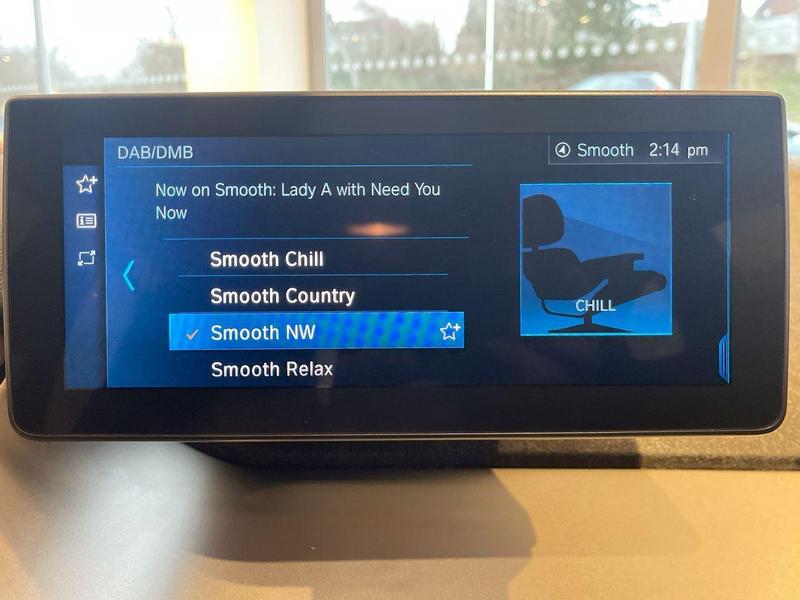 DAB/DMB
Smooth 2:14 pm
Now on Smooth: Lady A with Need You
Now
Smooth Chill
Smooth Country
Smooth NW
Smooth Relax
CHILL